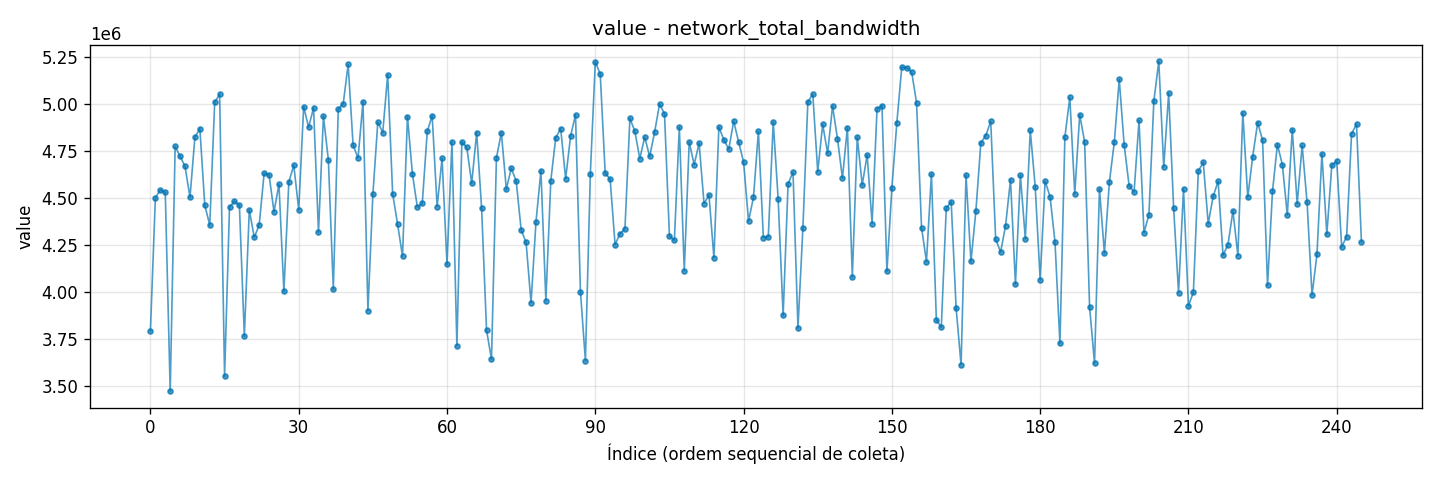 value - network_total_bandwidth
1e6
5.25
5.00
4.75
4.50
4.25
4.00
3.75
3.50
value
0 30 60 90 120 150 180 210 240
Índice (ordem sequencial de coleta)